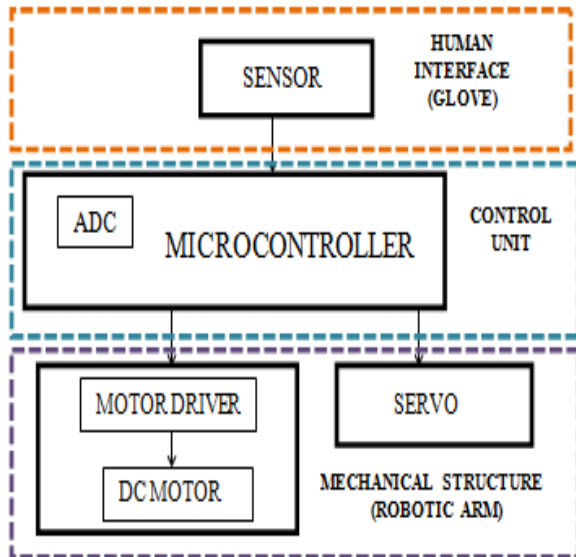 SENSOR
HUMAN
INTERFACE
(GLOVE)
ADC
MICROCONTROLLER
CONTROL
UNIT
MOTOR DRIVER
DC MOTOR
SERVO
MECHANICAL STRUCTURE
(ROBOTIC ARM)